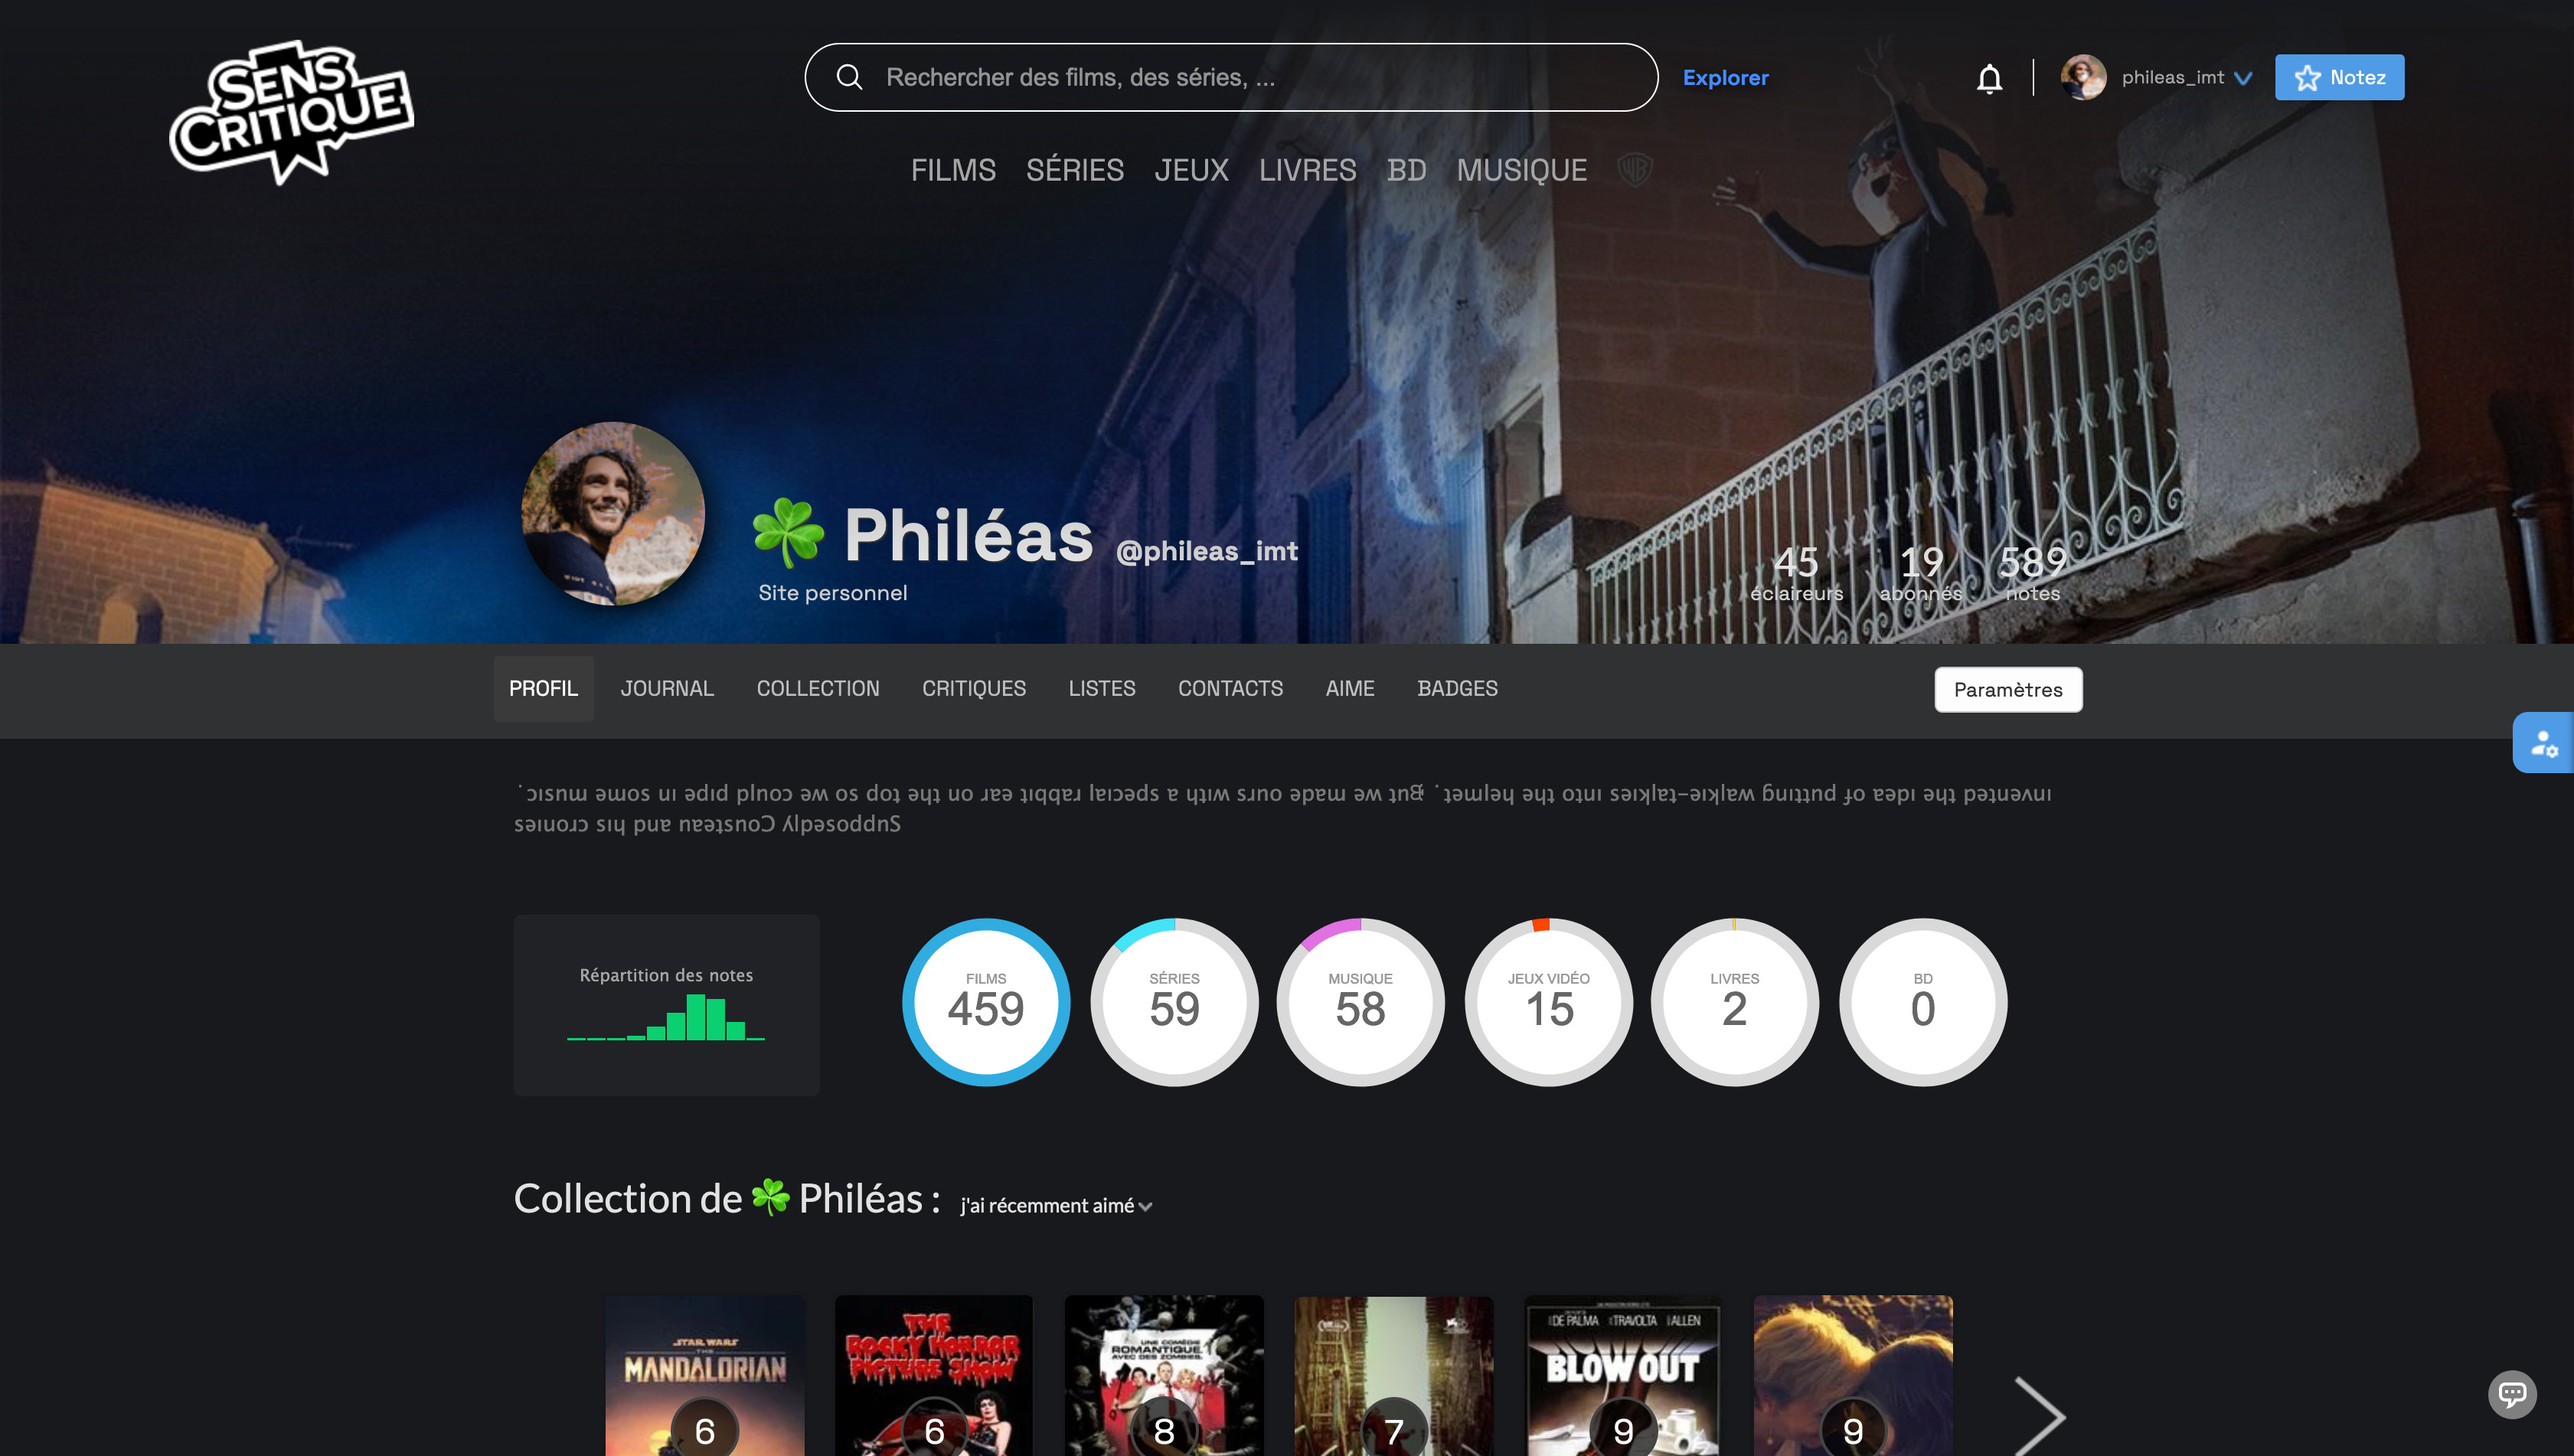 SENS
CRITIQUE
Rechercher des films, des séries, ...
Explorer
phileas_imt
Notez
FILMS SÉRIES JEUX LIVRES BD MUSIQUE
☘️ Philéas @phileas_imt
Site personnel
45 éclaireurs
19 abonnés
589 notes
PROFIL JOURNAL COLLECTION CRITIQUES LISTES CONTACTS AIME BADGES
Paramètres
˙ɔısnɯ ǝɯos uı ǝdıd plnoɔ ǝʍ os doʇ ǝɥʇ uo ɹɐǝ ʇıqqɐɹ lɐıɔǝds ɐ ɥʇıʍ sɹno ǝpɐɯ ǝʍ ʇnᗺ ˙ʇǝɯlǝɥ ǝɥʇ oʇuı sǝıʞlɐʇ-ǝıʞlɐʍ ƃuıʇʇnd ɟo ɐǝpı ǝɥʇ pǝʇuǝʌuı
sǝıuoɹɔ sıɥ puɐ uɐǝʇsnoƆ ʎlpǝsoddnS
Répartition des notes
FILMS
459
SÉRIES
59
MUSIQUE
58
JEUX VIDÉO
15
LIVRES
2
BD
0
Collection de ☘️ Philéas : j'ai récemment aimé
STAR WARS
THE
MANDALORIAN
6
THE
ROCKY HORROR
PICTURE SHOW
6
UNE COMÉDIE
ROMANTIQUE.
AVEC DES ZOMBIES.
8
7
DE PALMA TRAVOLTA ALLEN
BLOW OUT
9
9